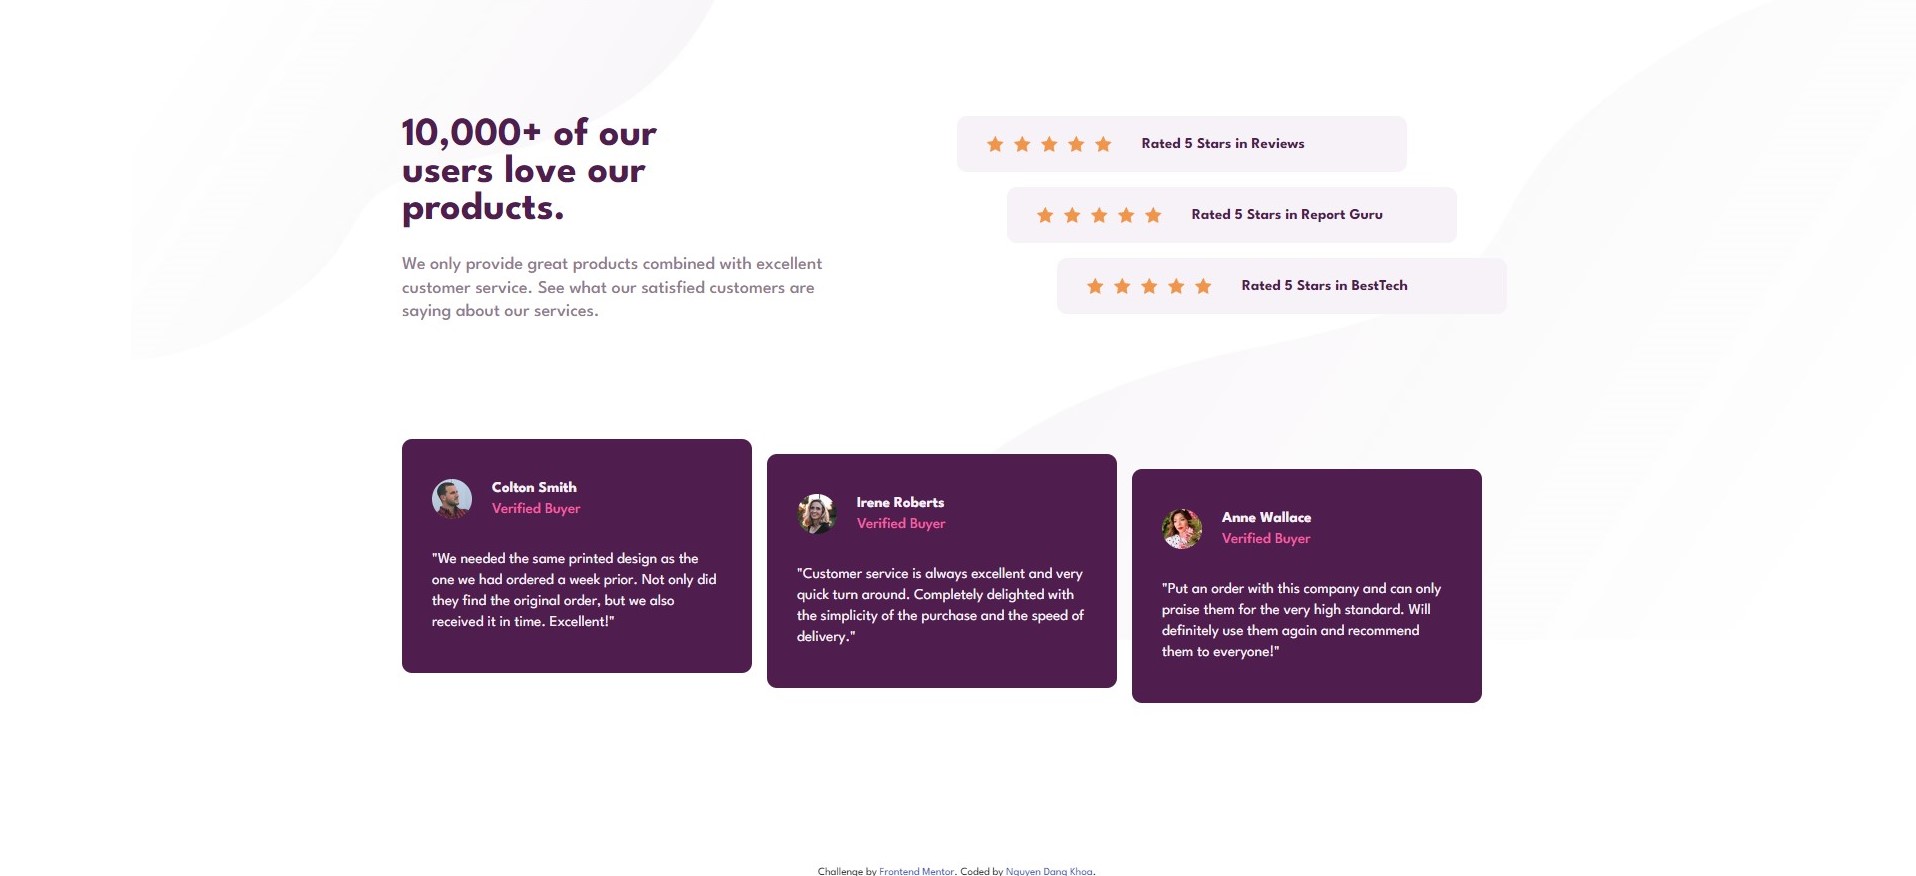 10,000+ of our
users love our
products.
We only provide great products combined with excellent
customer service. See what our satisfied customers are
saying about our services.
Rated 5 Stars in Reviews
Rated 5 Stars in Report Guru
Rated 5 Stars in BestTech
Colton Smith
Verified Buyer
"We needed the same printed design as the
one we had ordered a week prior. Not only did
they find the original order, but we also
received it in time. Excellent!"
Irene Roberts
Verified Buyer
"Customer service is always excellent and very
quick turn around. Completely delighted with
the simplicity of the purchase and the speed of
delivery."
Anne Wallace
Verified Buyer
"Put an order with this company and can only
praise them for the very high standard. Will
definitely use them again and recommend
them to everyone!"
Challenge by Frontend Mentor. Coded by Nguyen Dang Khoa.